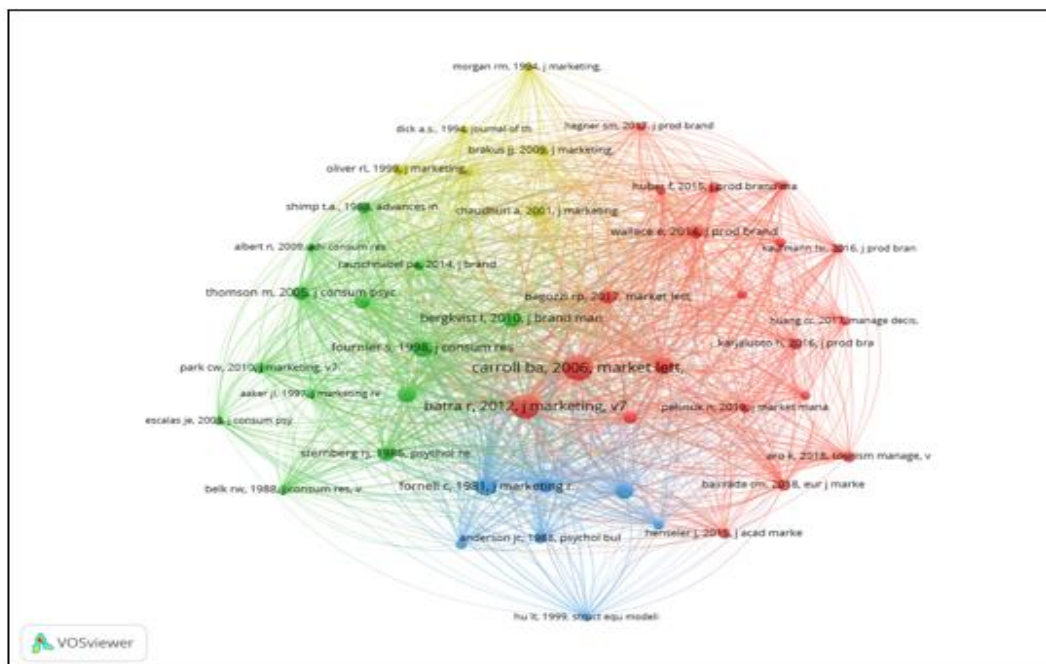 morgan rm, 1994, j marketing,
dick a.s., 1994, journal of th
hegner sm, 2017, j prod brand
brakus jj, 2009, j marketing,
oliver rl, 1999, j marketing,
huber f, 2015, j prod brand ma
shimp t.a., 1988, advances in
chaudhuri a, 2001, j marketing
wallace e, 2014, j prod brand
albert n, 2009, adv consum res
kaufmann hr, 2016, j prod bran
rauschnabel pa, 2014, j brand
thomson m, 2005, j consum psyc
bagozzi rp, 2017, market lett,
bergkvist l, 2010, j brand man
huang cc, 2017, manage decis,
fournier s, 1998, j consum res
karjaluoto h, 2016, j prod bra
park cw, 2010, j marketing, v7
carroll ba, 2006, market lett,
aaker jl, 1997, j marketing re
batra r, 2012, j marketing, v7
j market mana
escalas je, 2005, j consum psy
sternberg rj, 1986, psychol re
aro k, 2018, tourism manage, v
belk rw, 1988, j consum res, v
fornell c, 1981, j marketing r
bairrada cm, 2018, eur j marke
anderson jc, 1988, psychol bul
henseler j, 2015, j acad marke
hu lt, 1999, struct equ modeli
VOSviewer